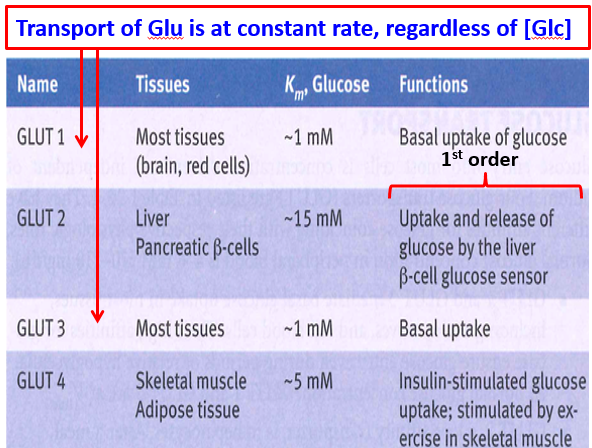 Transport of Glu is at constant rate, regardless of [Glc]
Name Tissues Km, Glucose Functions
GLUT 1 Most tissues ~1 mM Basal uptake of glucose
(brain, red cells) 1st order
GLUT 2 Liver ~15 mM Uptake and release of
Pancreatic β-cells glucose by the liver
β-cell glucose sensor
GLUT 3 Most tissues ~1 mM Basal uptake
GLUT 4 Skeletal muscle ~5 mM Insulin-stimulated glucose
Adipose tissue uptake; stimulated by ex-
ercise in skeletal muscle